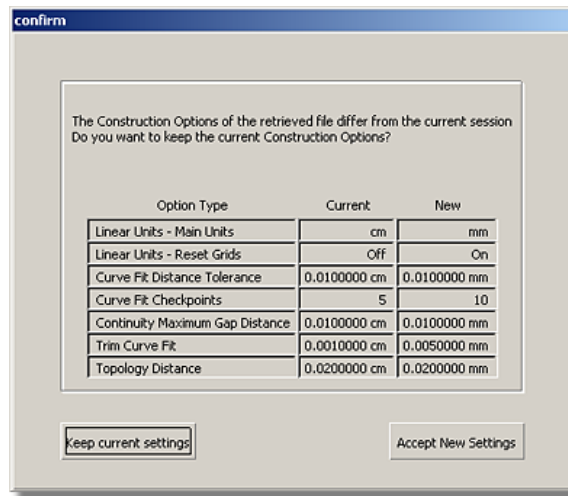 confirm
The Construction Options of the retrieved file differ from the current session
Do you want to keep the current Construction Options?
Option Type Current New
Linear Units - Main Units cm mm
Linear Units - Reset Grids Off On
Curve Fit Distance Tolerance 0.0100000 cm 0.0100000 mm
Curve Fit Checkpoints 5 10
Continuity Maximum Gap Distance 0.0100000 cm 0.0100000 mm
Trim Curve Fit 0.0010000 cm 0.0050000 mm
Topology Distance 0.0200000 cm 0.0200000 mm
Keep current settings Accept New Settings